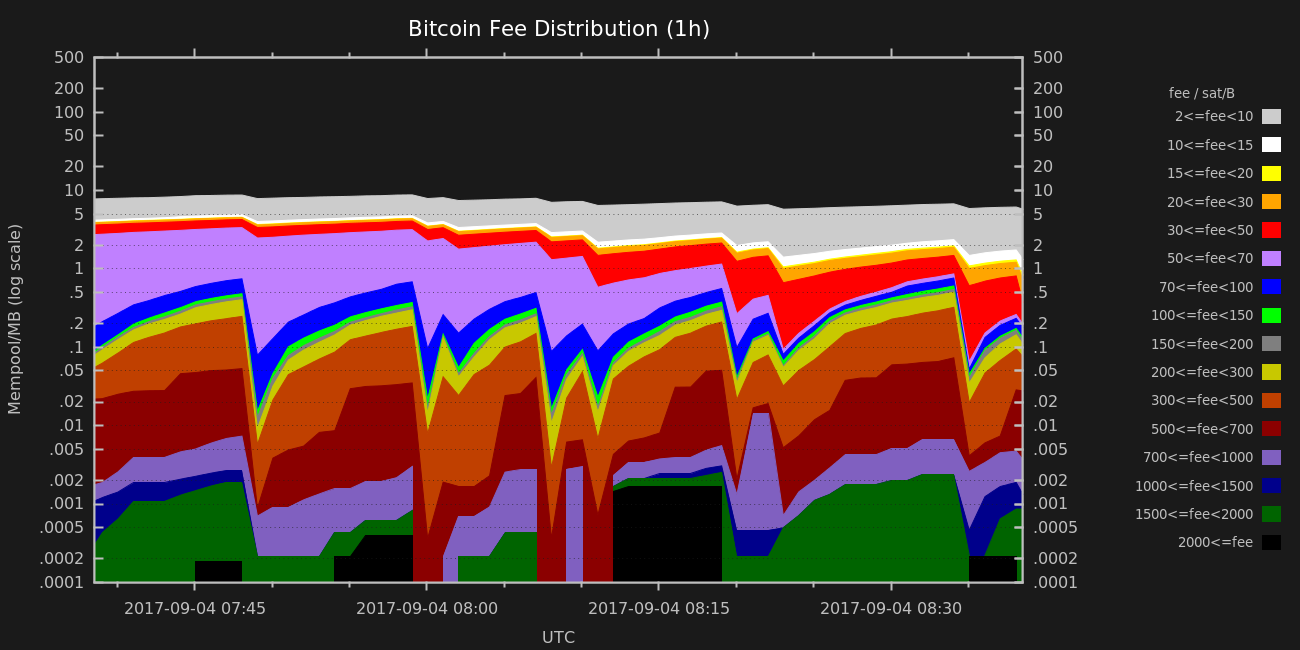 Bitcoin Fee Distribution (1h)
500
200
100
50
20
10
5
2
1
.5
.2
.1
.05
.02
.01
.005
.002
.001
.0005
.0002
.0001
Mempool/MB (log scale)
500
200
100
50
20
10
5
2
1
.5
.2
.1
.05
.02
.01
.005
.002
.001
.0005
.0002
.0001
2017-09-04 07:45
2017-09-04 08:00
2017-09-04 08:15
2017-09-04 08:30
UTC
fee / sat/B
2<=fee<10
10<=fee<15
15<=fee<20
20<=fee<30
30<=fee<50
50<=fee<70
70<=fee<100
100<=fee<150
150<=fee<200
200<=fee<300
300<=fee<500
500<=fee<700
700<=fee<1000
1000<=fee<1500
1500<=fee<2000
2000<=fee